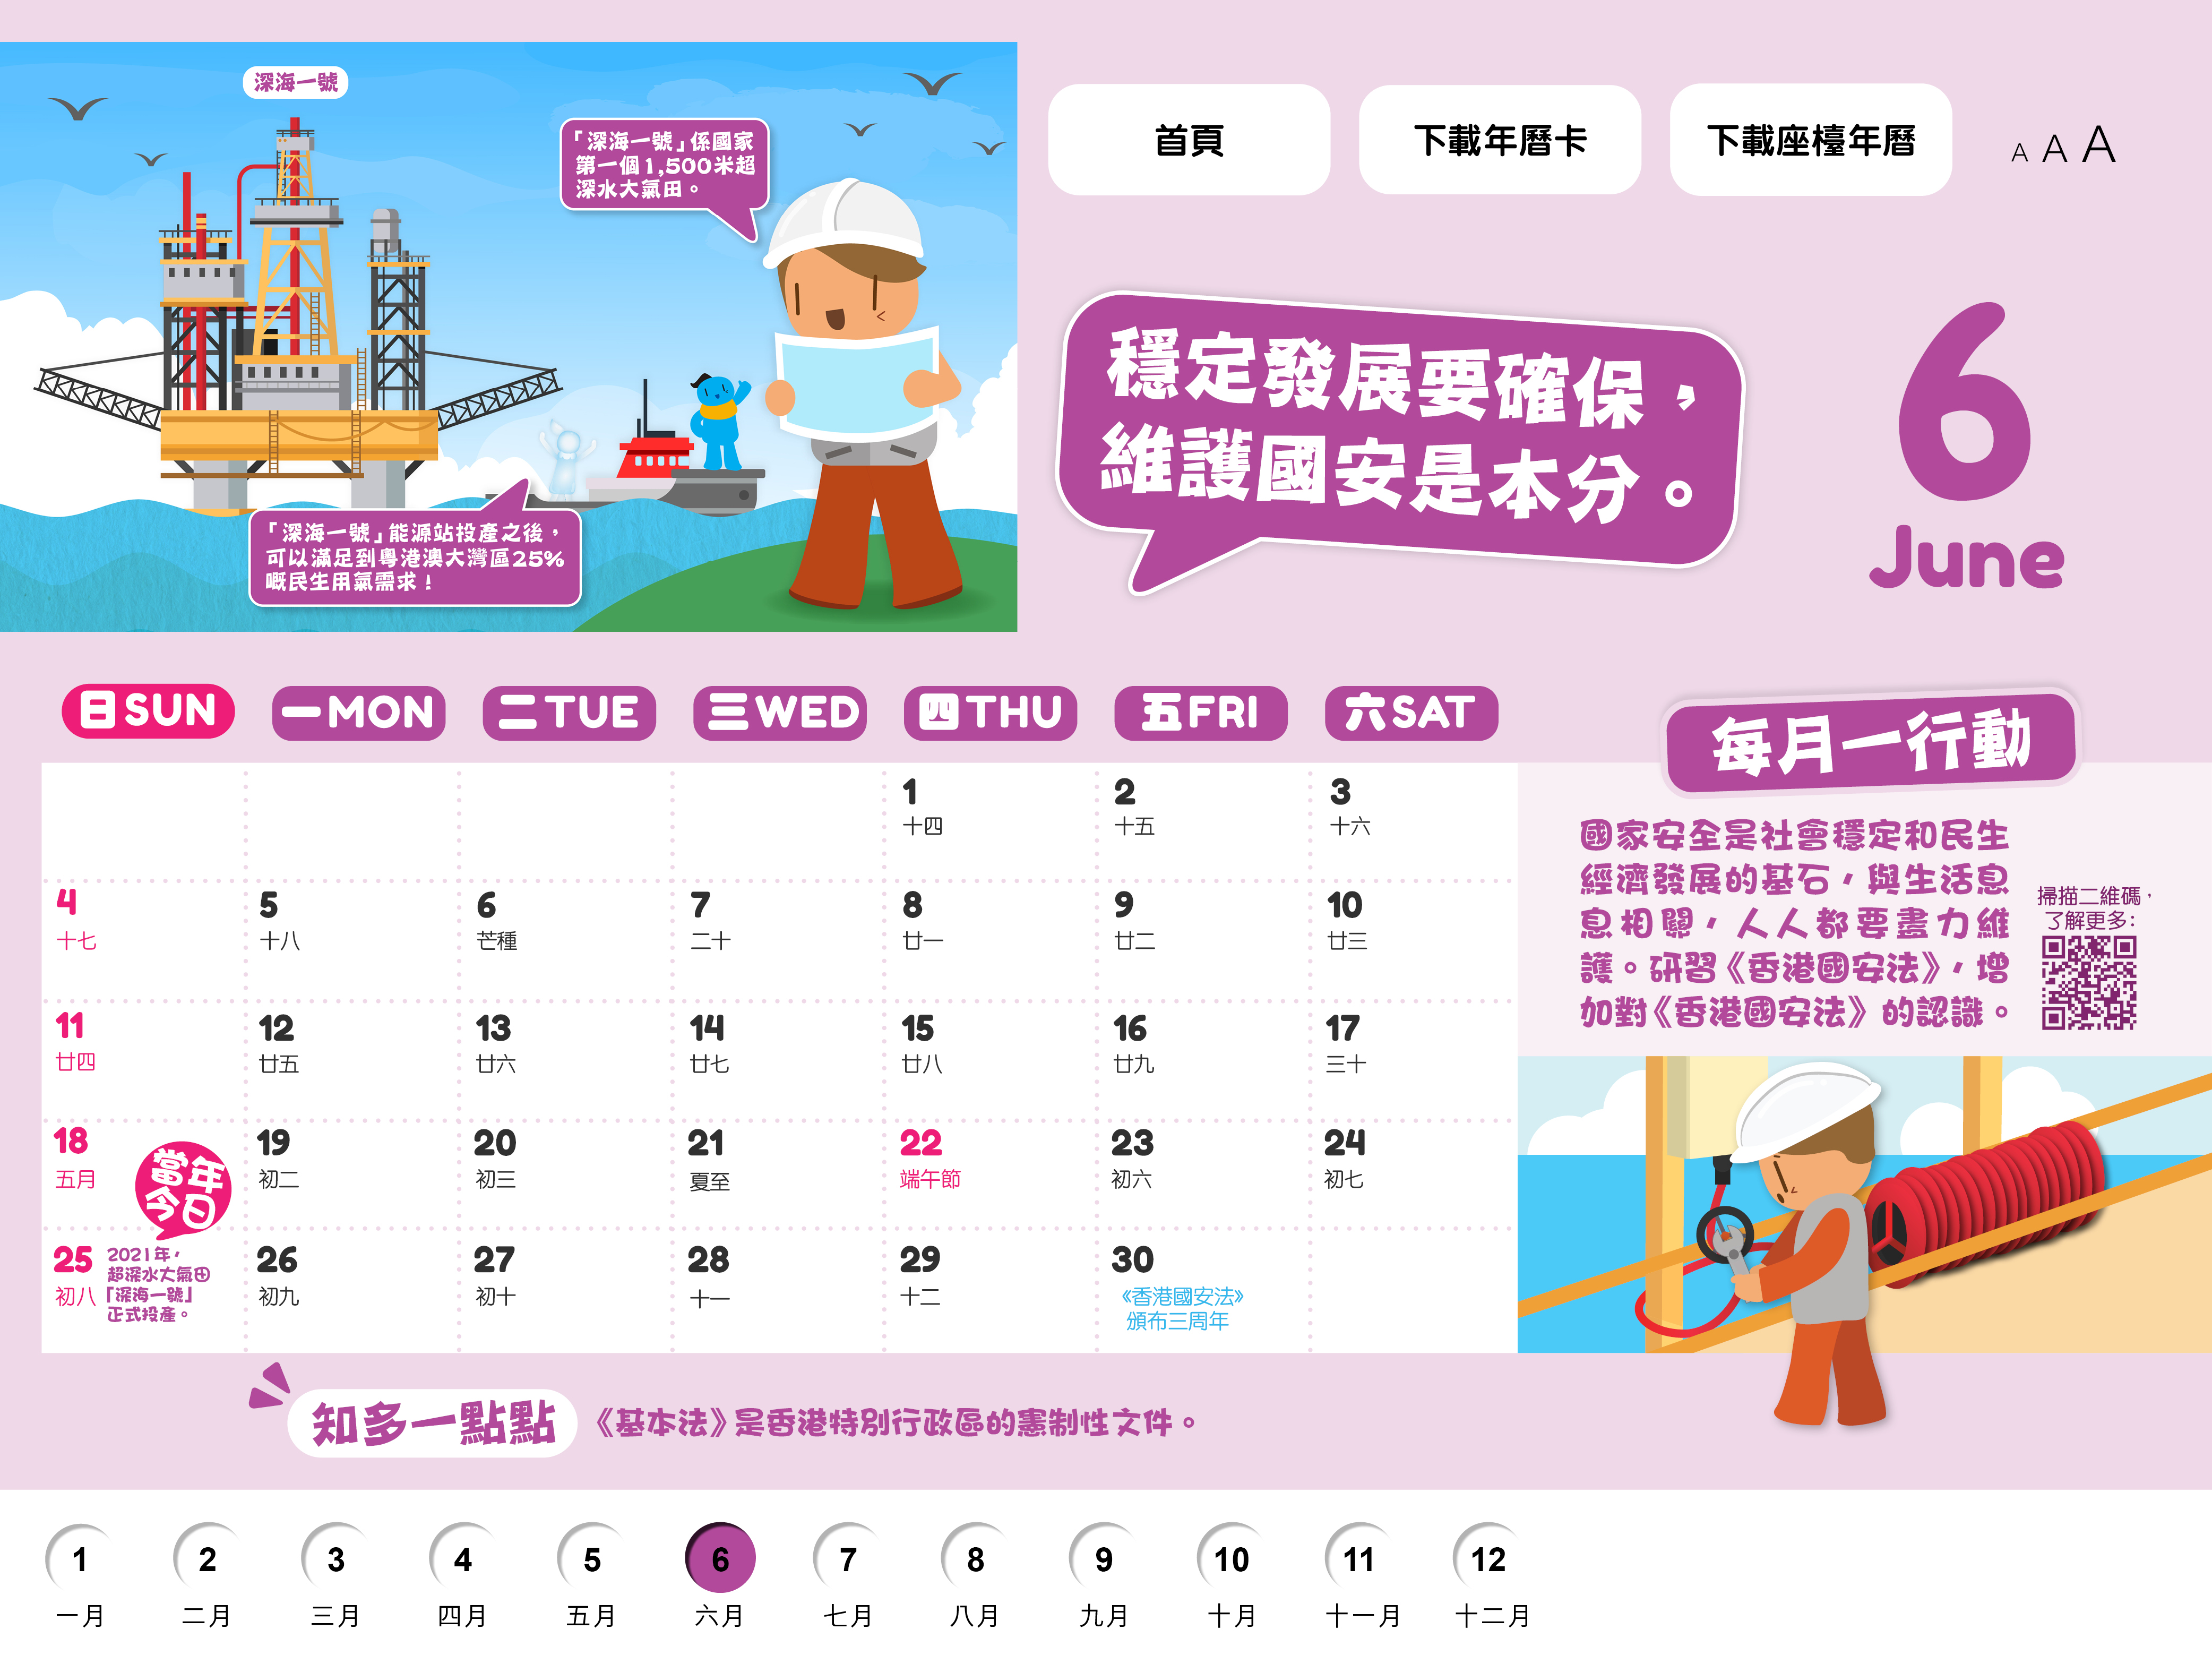 深海一號
「深海一號」係國家
第一個1,500米超
深水大氣田。
「深海一號」能源站投產之後，
可以滿足到粵港澳大灣區25%
嘅民生用氣需求！
首頁
下載年曆卡
下載座檯年曆
A A A
穩定發展要確保，
維護國安是本分。
6
June
日SUN 一MON 二TUE 三WED 四THU 五FRI 六SAT
1 2 3
十四 十五 十六
4 5 6 7 8 9 10
十七 十八 芒種 二十 廿一 廿二 廿三
11 12 13 14 15 16 17
廿四 廿五 廿六 廿七 廿八 廿九 三十
18 19 20 21 22 23 24
五月 初二 初三 夏至 端午節 初六 初七
當年
今日
25 26 27 28 29 30
初八 初九 初十 十一 十二
2021年，
超深水大氣田
「深海一號」
正式投產。
《香港國安法》
頒布三周年
每月一行動
國家安全是社會穩定和民生
經濟發展的基石，與生活息
息相關，人人都要盡力維
護。研習《香港國安法》，增
加對《香港國安法》的認識。
掃描二維碼，
了解更多：
知多一點點
《基本法》是香港特別行政區的憲制性文件。
1 2 3 4 5 6 7 8 9 10 11 12
一月 二月 三月 四月 五月 六月 七月 八月 九月 十月 十一月 十二月